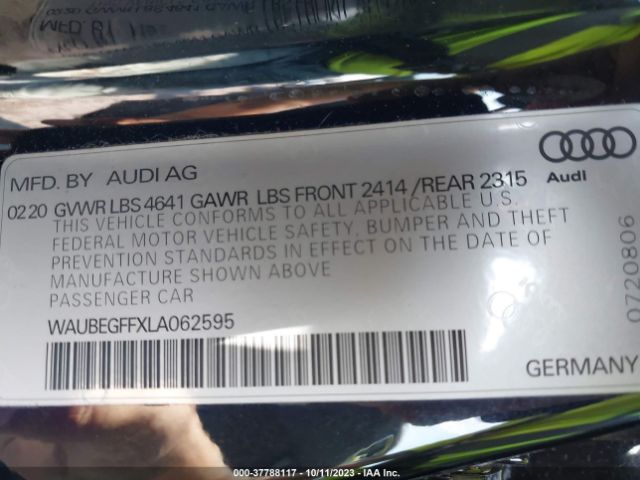 MFD. BY AUDI AG
Audi
0220 GVWR LBS 4641 GAWR LBS FRONT 2414 /REAR 2315
THIS VEHICLE CONFORMS TO ALL APPLICABLE U.S.
FEDERAL MOTOR VEHICLE SAFETY, BUMPER AND THEFT
PREVENTION STANDARDS IN EFFECT ON THE DATE OF
MANUFACTURE SHOWN ABOVE
PASSENGER CAR
WAUBEGFFXLA062595
0720806
GERMANY
000-37788117 - 10/11/2023 - IAA Inc.